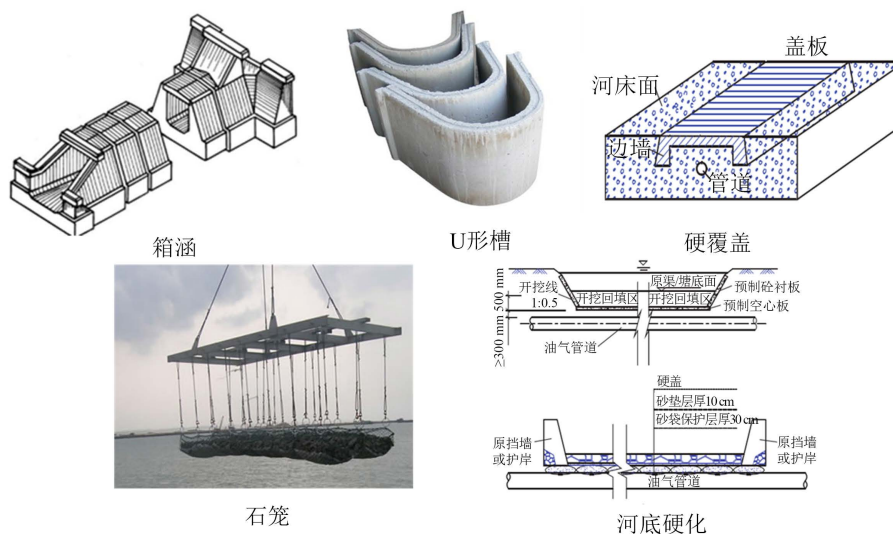 盖板
河床面
边墙
管道
箱涵
U形槽
硬覆盖
开挖线
原渠/塘底面
预制砼衬板
开挖回填区
开挖回填区
1:0.5
预制空心板
≥300 mm 500 mm
油气管道
硬盖
砂垫层厚10 cm
砂袋保护层厚30 cm
原挡墙
或护岸
原挡墙
或护岸
油气管道
石笼
河底硬化